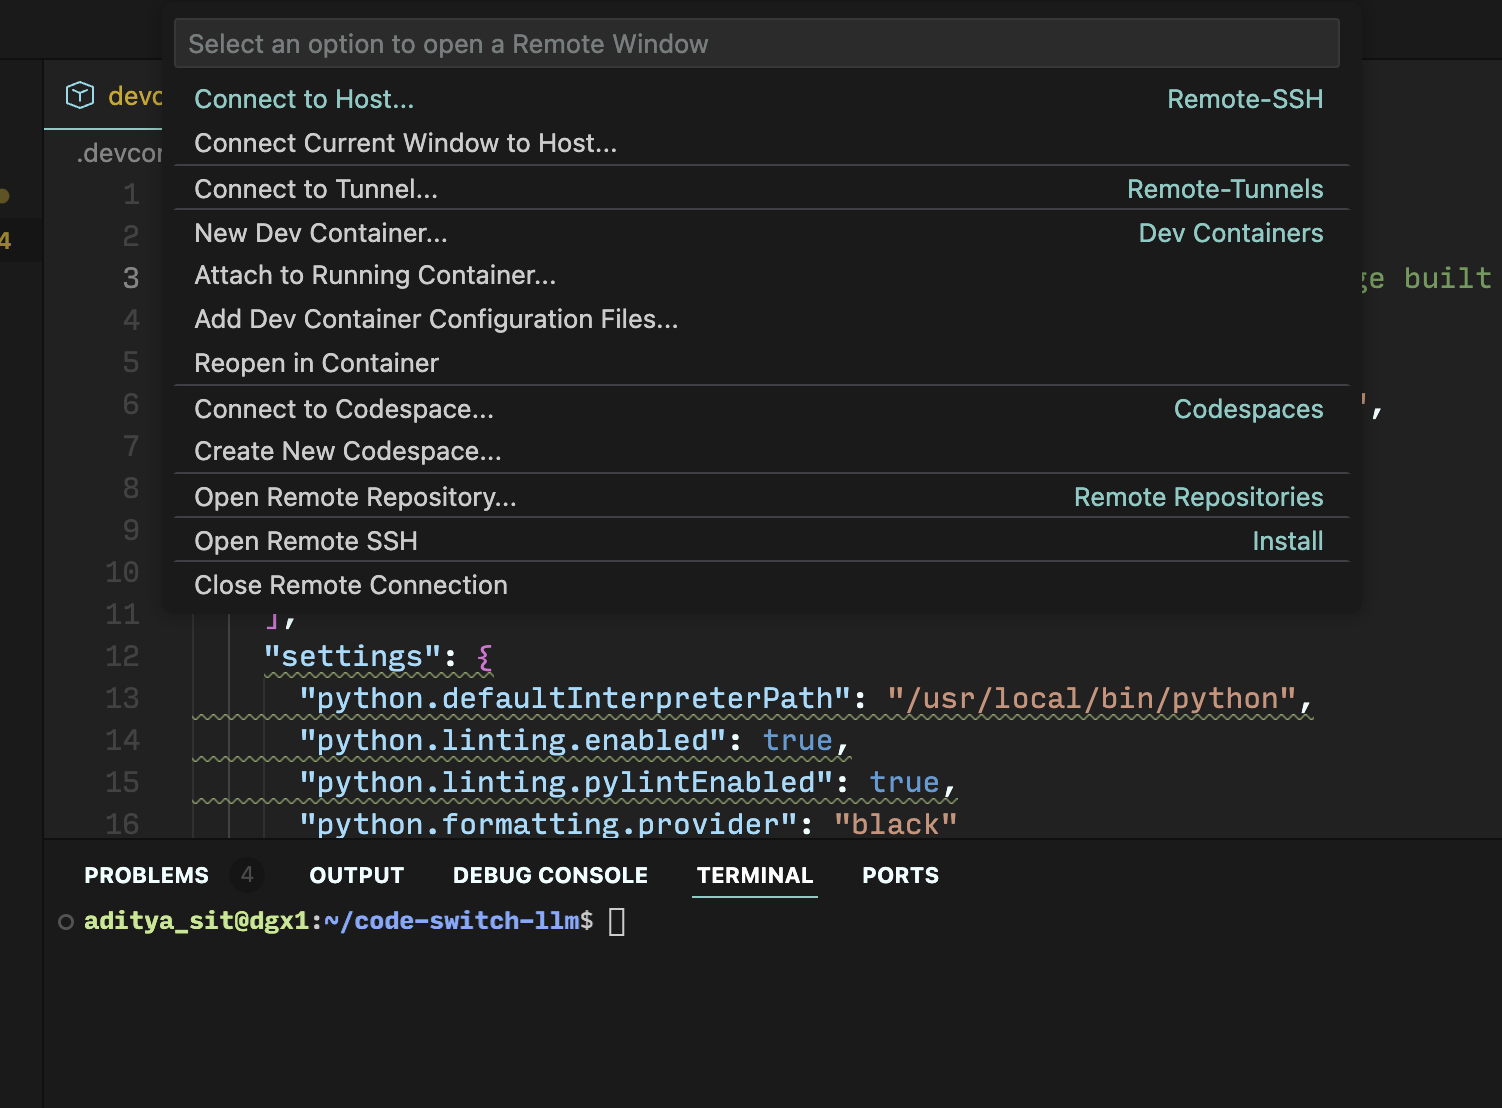 Select an option to open a Remote Window
Connect to Host... Remote-SSH
Connect Current Window to Host...
Connect to Tunnel... Remote-Tunnels
New Dev Container... Dev Containers
Attach to Running Container...
Add Dev Container Configuration Files...
Reopen in Container
Connect to Codespace... Codespaces
Create New Codespace...
Open Remote Repository... Remote Repositories
Open Remote SSH Install
Close Remote Connection
4
1
2
3 built
4
5
6 ',
7
8
9
10
11 ],
12 "settings": {
13 "python.defaultInterpreterPath": "/usr/local/bin/python",
14 "python.linting.enabled": true,
15 "python.linting.pylintEnabled": true,
16 "python.formatting.provider": "black"
PROBLEMS 4 OUTPUT DEBUG CONSOLE TERMINAL PORTS
aditya_sit@dgx1:~/code-switch-llm$